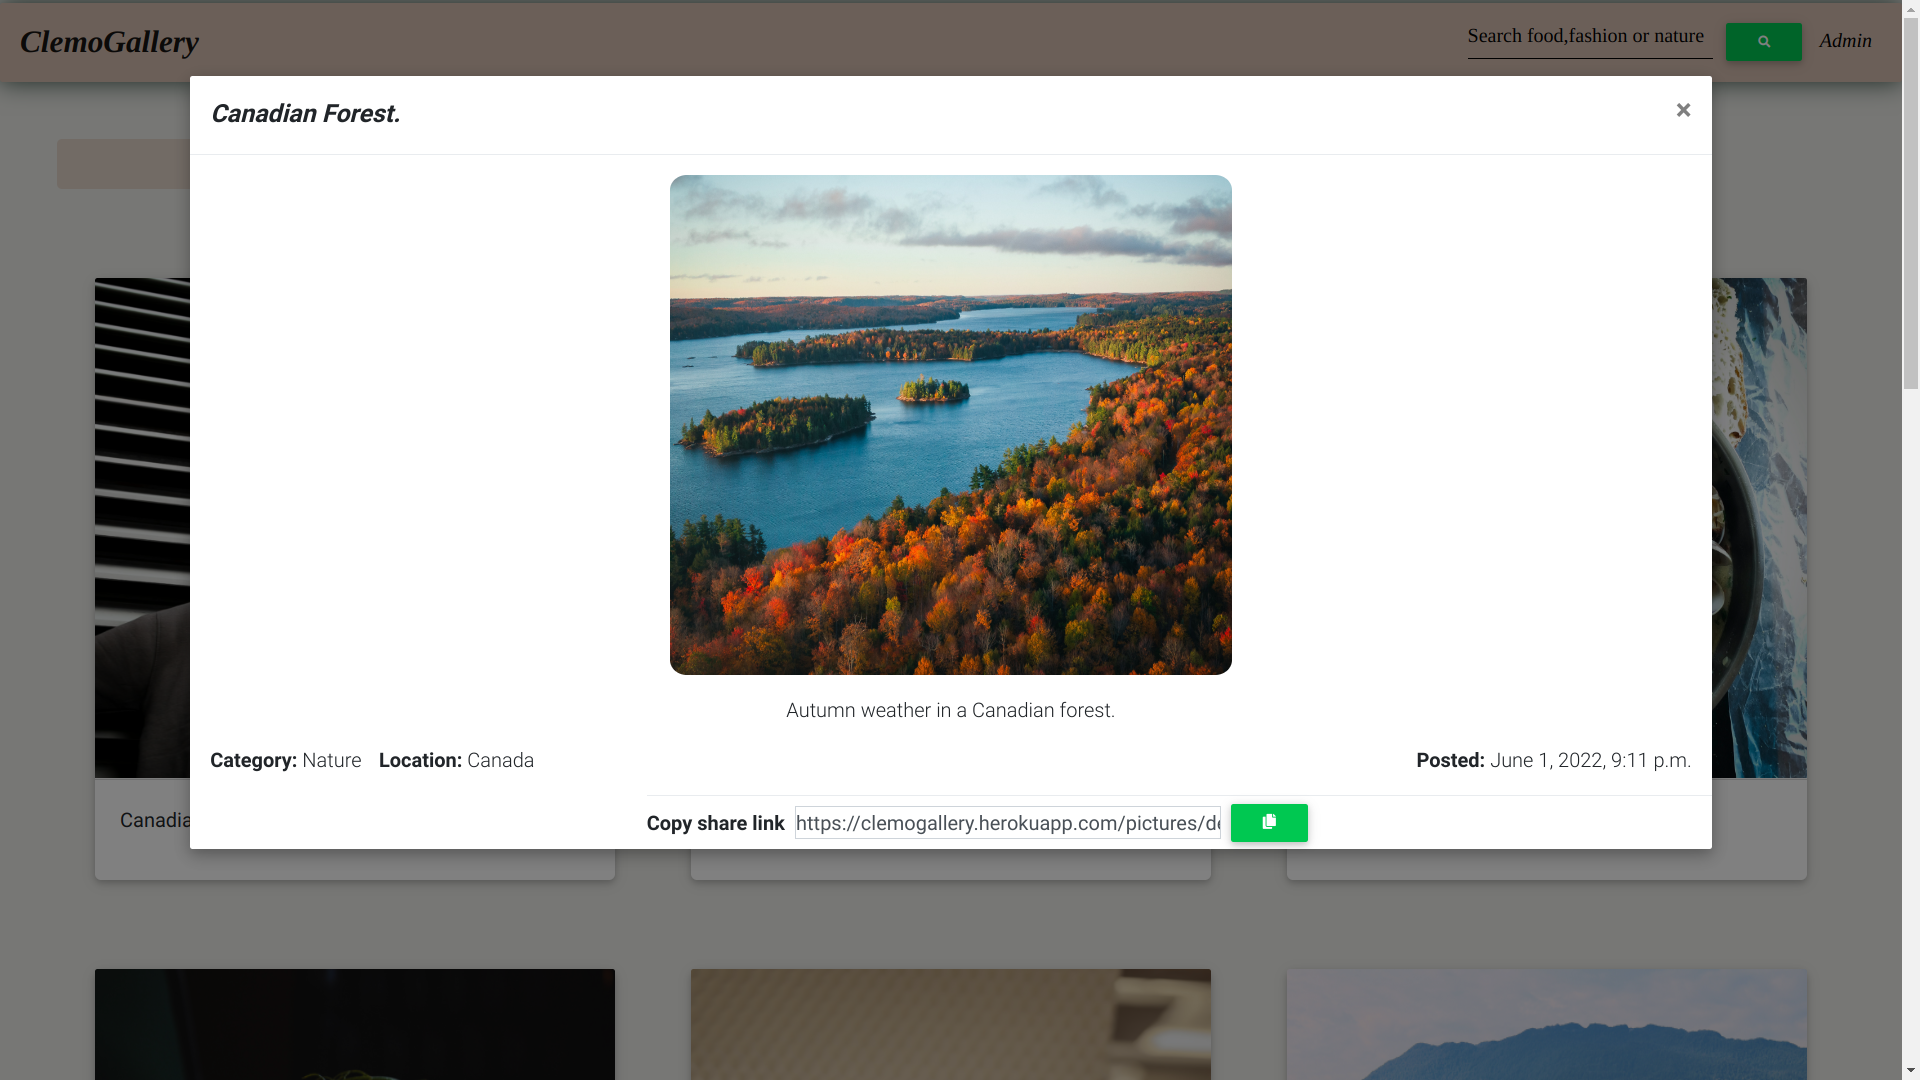 ClemoGallery
Search food,fashion or nature
Admin
Canadian Forest.
×
Autumn weather in a Canadian forest.
Category: Nature Location: Canada
Posted: June 1, 2022, 9:11 p.m.
Copy share link https://clemogallery.herokuapp.com/pictures/de
Canadia